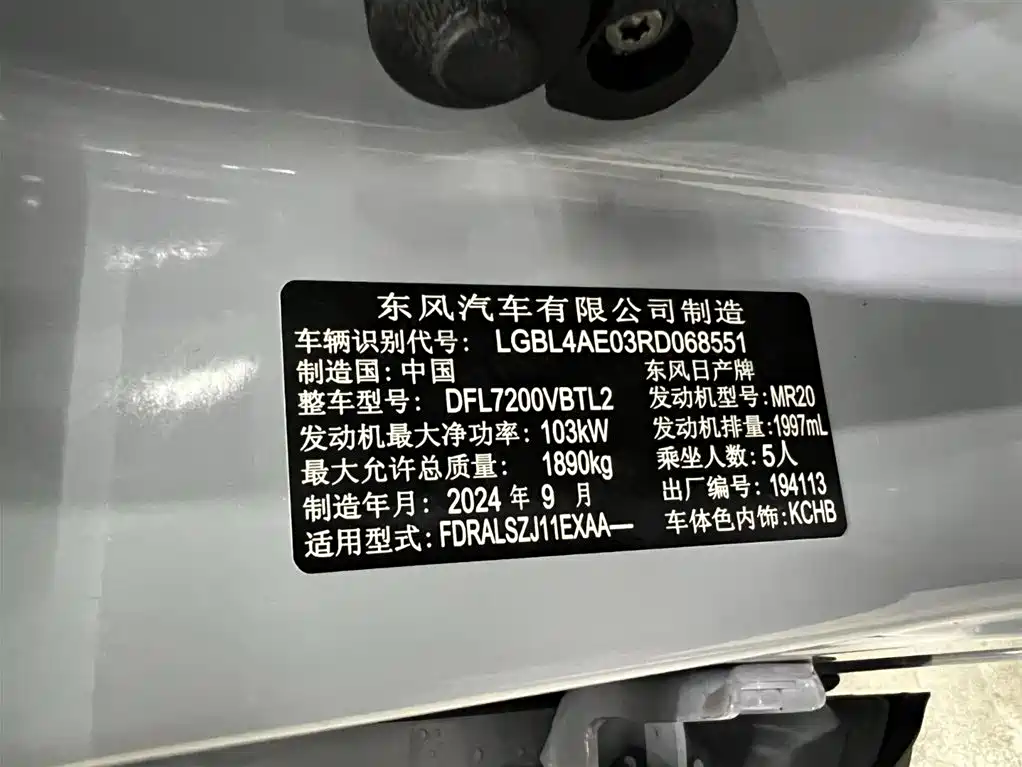 东风汽车有限公司制造
车辆识别代号： LGBL4AE03RD068551
制造国：中国 东风日产牌
整车型号： DFL7200VBTL2 发动机型号：MR20
发动机最大净功率：103kW 发动机排量：1997mL
最大允许总质量： 1890kg 乘坐人数：5人
制造年月：2024 年 9 月 出厂编号：194113
适用型式：FDRALSZJ11EXAA— 车体色内饰：KCHB